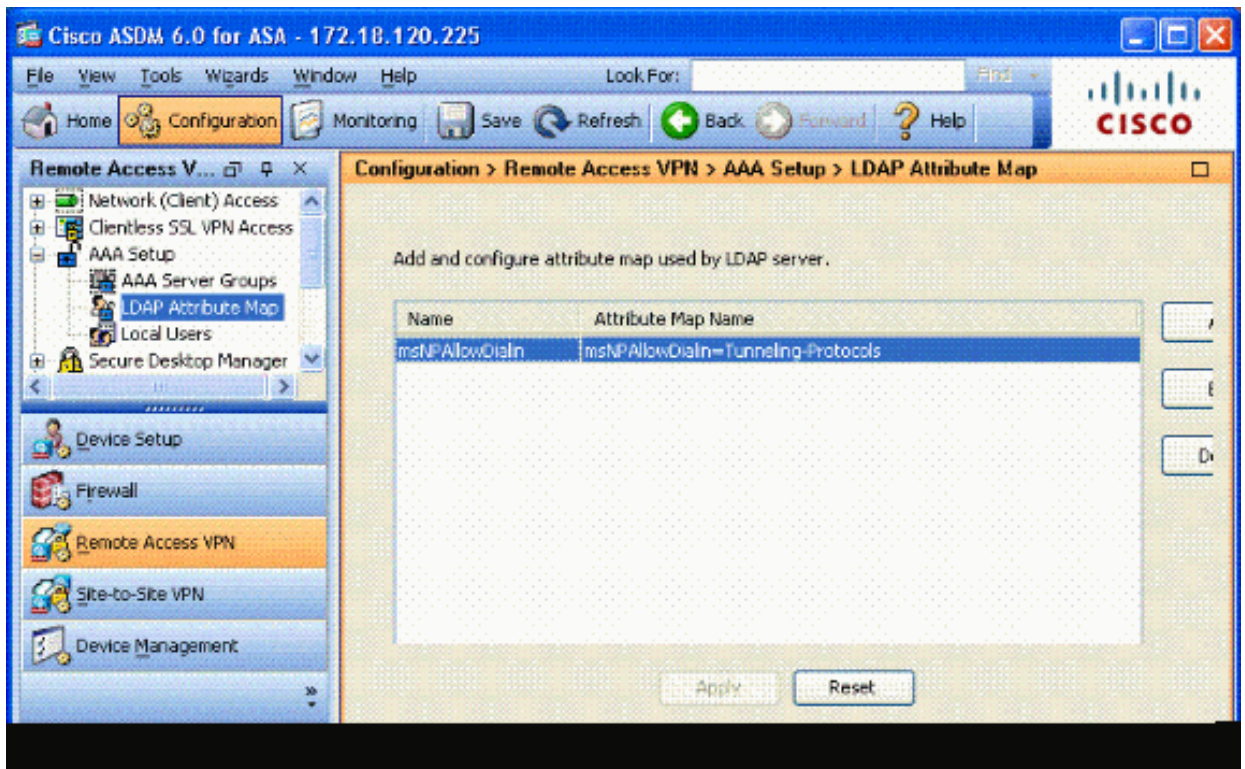 Cisco ASDM 6.0 for ASA - 172.18.120.225
File View Tools Wizards Window Help Look For: Find
Home Configuration Monitoring Save Refresh Back Forward Help
CISCO
Remote Access V...
Configuration > Remote Access VPN > AAA Setup > LDAP Attribute Map
Network (Client) Access
Clientless SSL VPN Access
AAA Setup
AAA Server Groups
LDAP Attribute Map
Local Users
Secure Desktop Manager
Add and configure attribute map used by LDAP server.
Name Attribute Map Name
msNPAllowDialin msNPAllowDialin=Tunneling-Protocols
Device Setup
Firewall
Remote Access VPN
Site-to-Site VPN
Device Management
Apply Reset